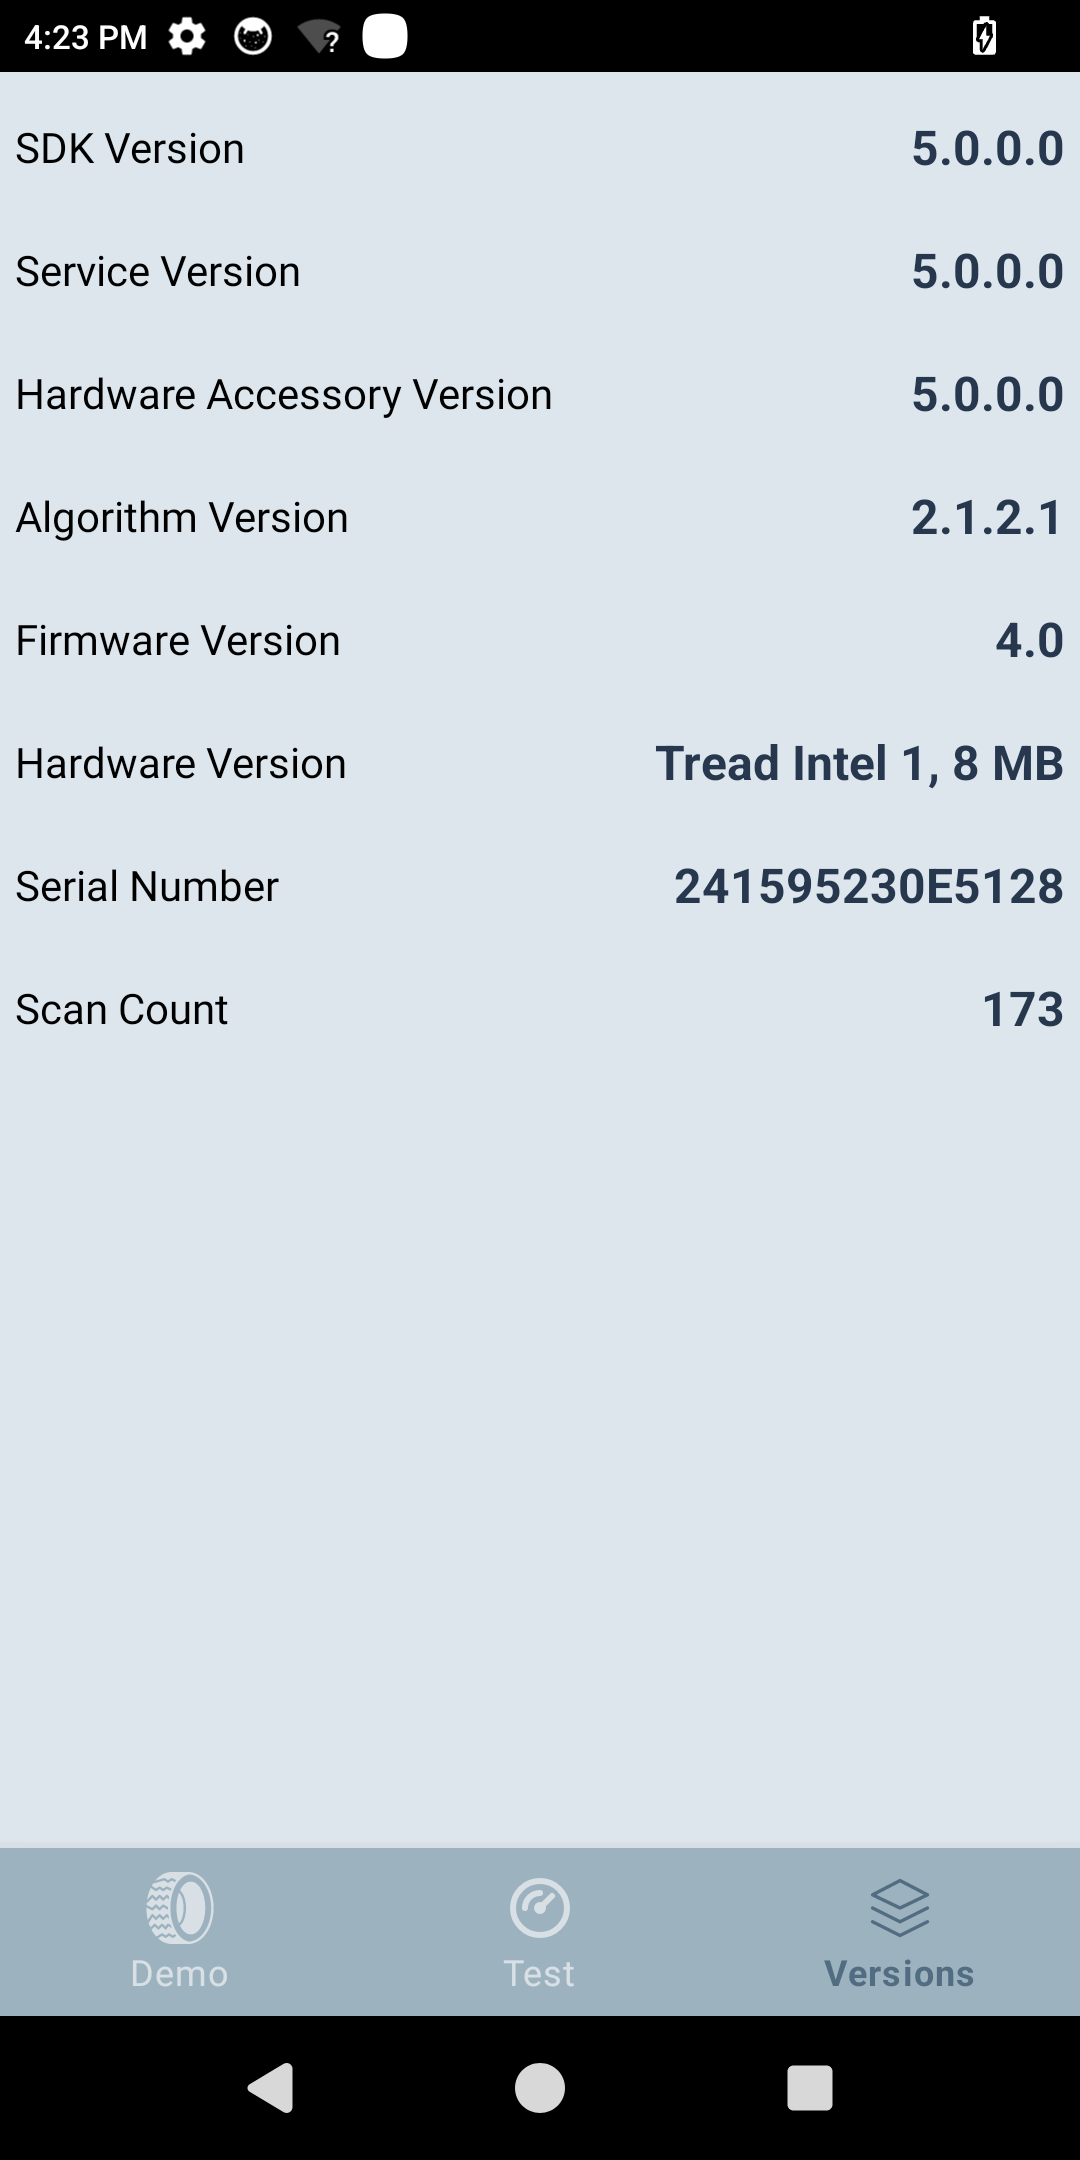 4:23 PM
SDK Version 5.0.0.0
Service Version 5.0.0.0
Hardware Accessory Version 5.0.0.0
Algorithm Version 2.1.2.1
Firmware Version 4.0
Hardware Version Tread Intel 1, 8 MB
Serial Number 241595230E5128
Scan Count 173
Demo Test Versions